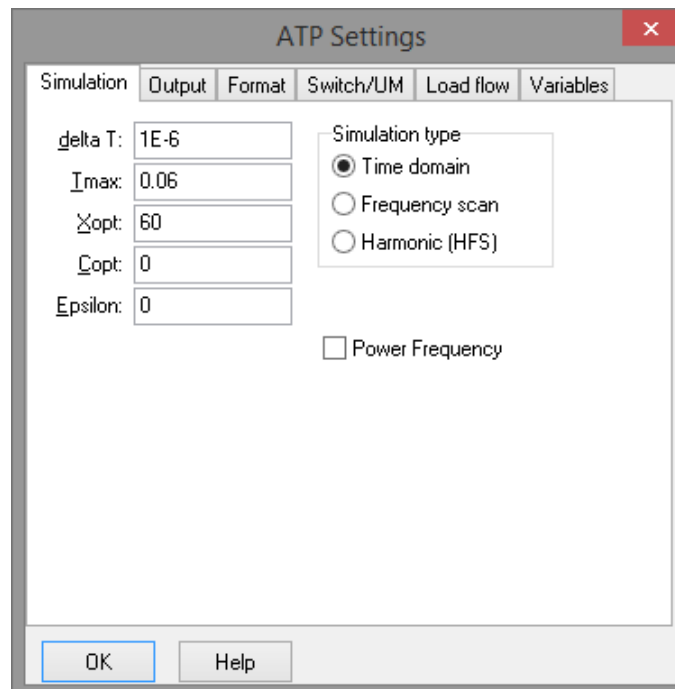 ATP Settings
Simulation Output Format Switch/UM Load flow Variables
delta T: 1E-6
Tmax: 0.06
Xopt: 60
Copt: 0
Epsilon: 0
Simulation type
Time domain
Frequency scan
Harmonic (HFS)
Power Frequency
OK Help